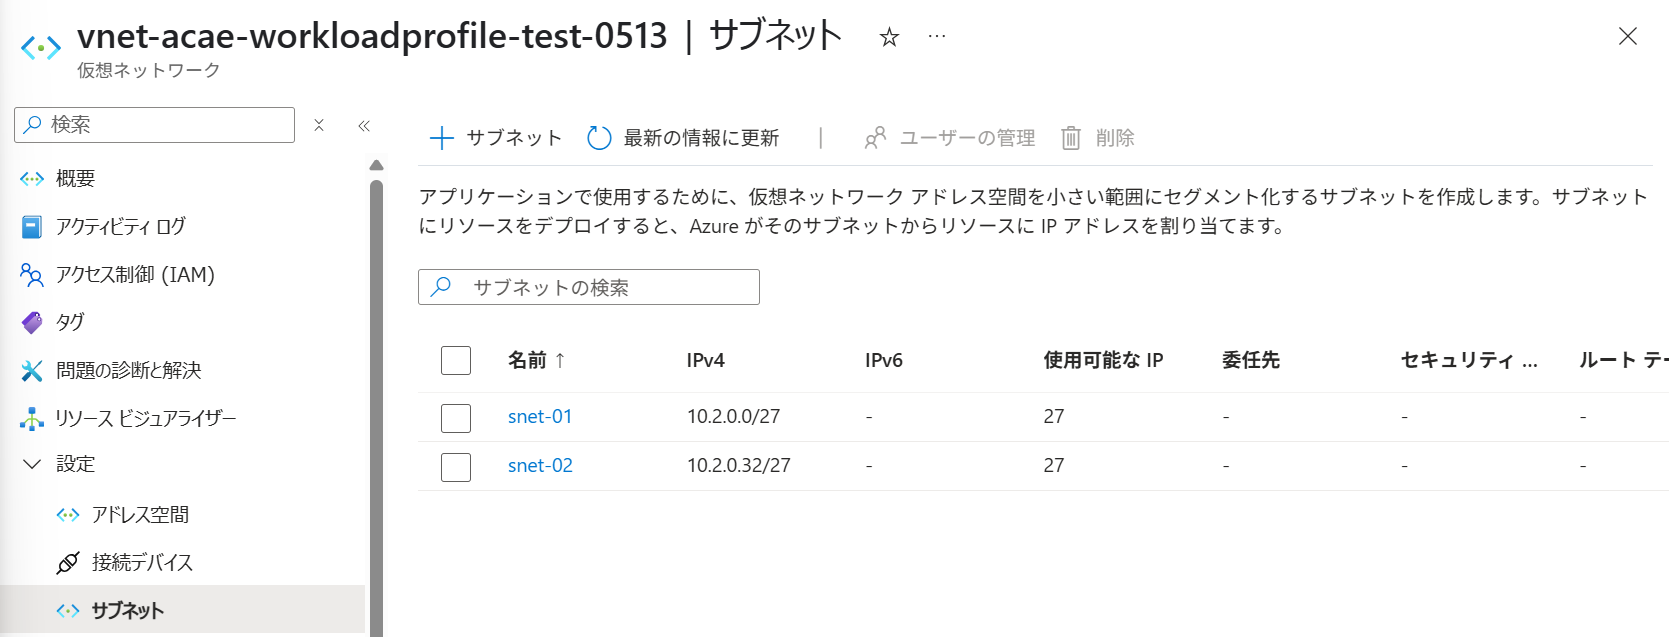 vnet-acae-workloadprofile-test-0513 | サブネット ☆ ···
仮想ネットワーク
検索
概要
アクティビティ ログ
アクセス制御 (IAM)
タグ
問題の診断と解決
リソース ビジュアライザー
設定
アドレス空間
接続デバイス
サブネット
サブネット 最新の情報に更新 | ユーザーの管理 削除
アプリケーションで使用するために、仮想ネットワーク アドレス空間を小さい範囲にセグメント化するサブネットを作成します。サブネット
にリソースをデプロイすると、Azure がそのサブネットからリソースに IP アドレスを割り当てます。
サブネットの検索
名前 ↑ IPv4 IPv6 使用可能な IP 委任先 セキュリティ ... ルート テー
snet-01 10.2.0.0/27 - 27 - - -
snet-02 10.2.0.32/27 - 27 - - -